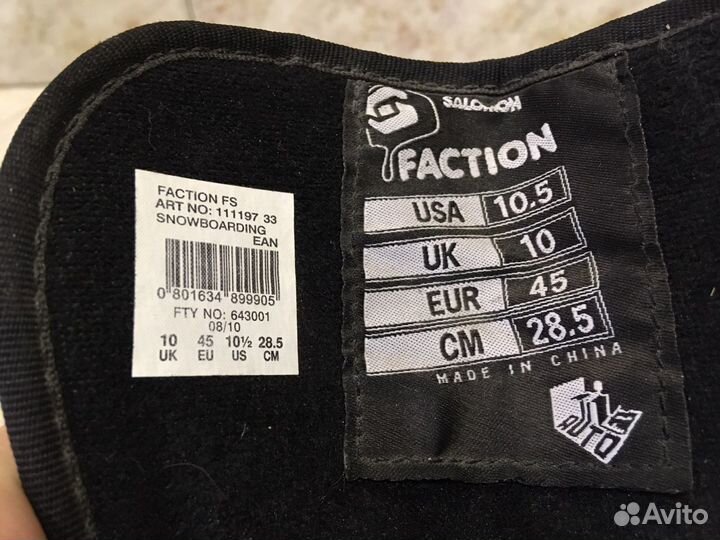 FACTION FS
ART NO: 111197 33
SNOWBOARDING
EAN
0 801634 899905
FTY NO: 643001
08/10
10 45 10½ 28.5
UK EU US CM
SALOMON
FACTION
USA 10.5
UK 10
EUR 45
CM 28.5
MADE IN CHINA
AUTO
Avito